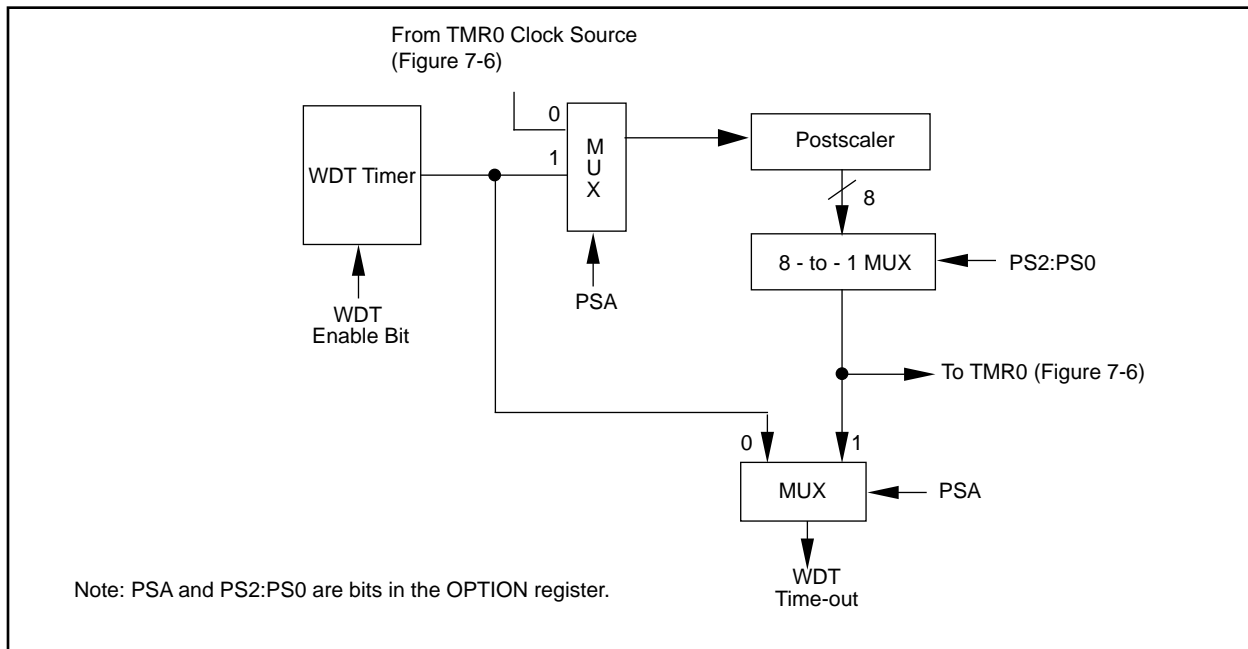 From TMR0 Clock Source
(Figure 7-6)
0
1
M
U
X
WDT Timer
Postscaler
8
8 - to - 1 MUX
PS2:PS0
PSA
WDT
Enable Bit
To TMR0 (Figure 7-6)
0
1
MUX
PSA
WDT
Time-out
Note: PSA and PS2:PS0 are bits in the OPTION register.